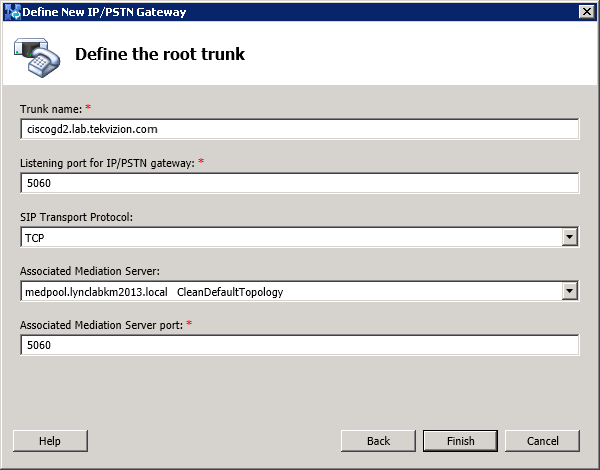 Define New IP/PSTN Gateway
Define the root trunk
Trunk name: *
ciscogd2.lab.tekvizion.com
Listening port for IP/PSTN gateway: *
5060
SIP Transport Protocol:
TCP
Associated Mediation Server:
medpool.lynclabkm2013.local CleanDefaultTopology
Associated Mediation Server port: *
5060
Help Back Finish Cancel